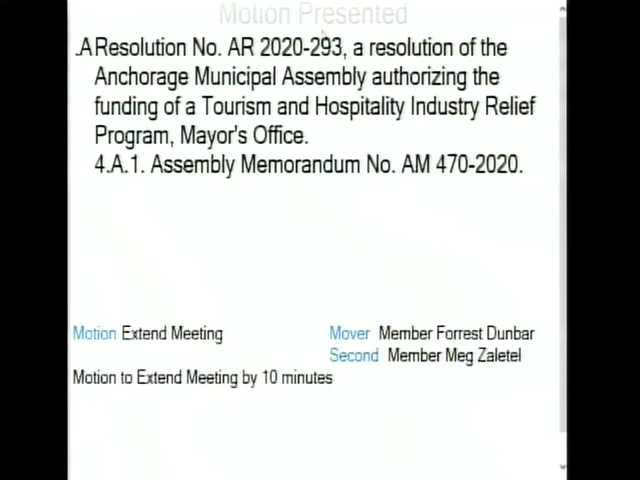 Motion Presented
.A Resolution No. AR 2020-293, a resolution of the
Anchorage Municipal Assembly authorizing the
funding of a Tourism and Hospitality Industry Relief
Program, Mayor's Office.
4.A.1. Assembly Memorandum No. AM 470-2020.
Motion Extend Meeting Mover Member Forrest Dunbar
Second Member Meg Zaletel
Motion to Extend Meeting by 10 minutes